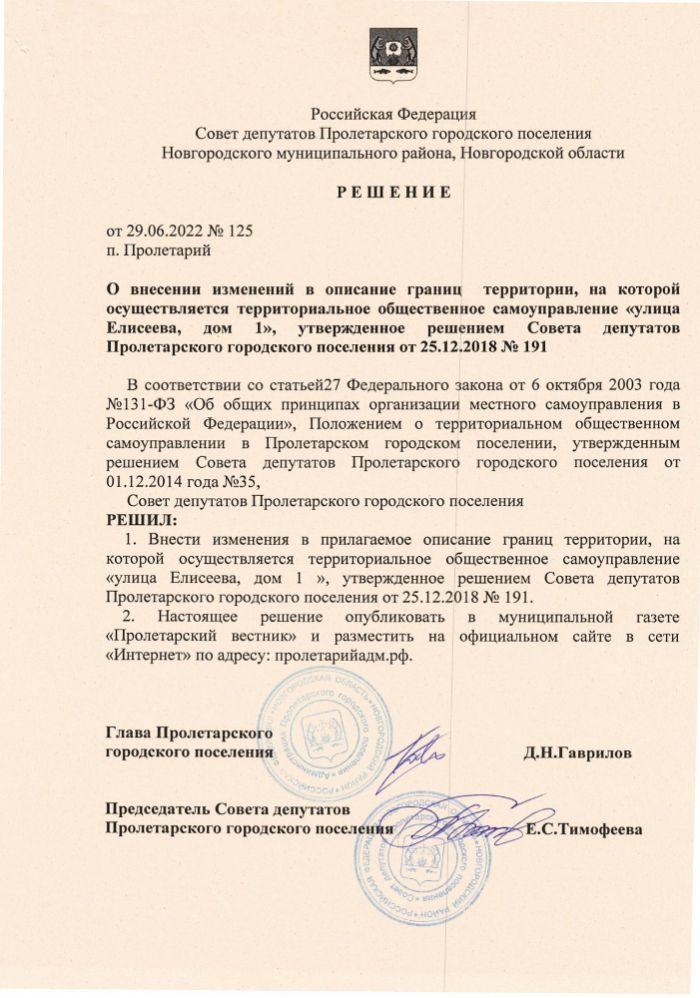 Российская Федерация
Совет депутатов Пролетарского городского поселения
Новгородского муниципального района, Новгородской области
Р Е Ш Е Н И Е
от 29.06.2022 № 125
п. Пролетарий
О внесении изменений в описание границ территории, на которой
осуществляется территориальное общественное самоуправление «улица
Елисеева, дом 1», утвержденное решением Совета депутатов
Пролетарского городского поселения от 25.12.2018 № 191
В соответствии со статьей27 Федерального закона от 6 октября 2003 года
№131-ФЗ «Об общих принципах организации местного самоуправления в
Российской Федерации», Положением о территориальном общественном
самоуправлении в Пролетарском городском поселении, утвержденным
решением Совета депутатов Пролетарского городского поселения от
01.12.2014 года №35,
Совет депутатов Пролетарского городского поселения
РЕШИЛ:
1. Внести изменения в прилагаемое описание границ территории, на
которой осуществляется территориальное общественное самоуправление
«улица Елисеева, дом 1 », утвержденное решением Совета депутатов
Пролетарского городского поселения от 25.12.2018 № 191.
2. Настоящее решение опубликовать в муниципальной газете
«Пролетарский вестник» и разместить на официальном сайте в сети
«Интернет» по адресу: пролетарийадм.рф.
Глава Пролетарского
городского поселения Д.Н.Гаврилов
Председатель Совета депутатов
Пролетарского городского поселения Е.С.Тимофеева